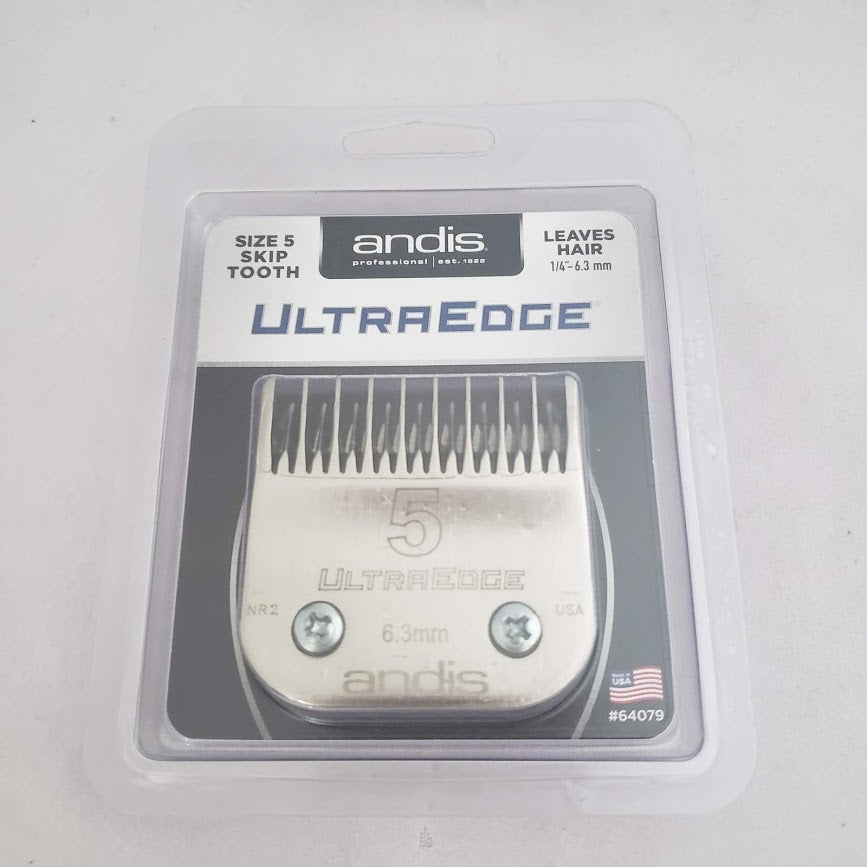 SIZE 5
SKIP
TOOTH
andis
professional | est. 1922
LEAVES
HAIR
1/4"-6.3 mm
ULTRAEDGE
5
ULTRAEDGE
NR2
USA
6.3mm
andis
MADE IN
USA
#64079